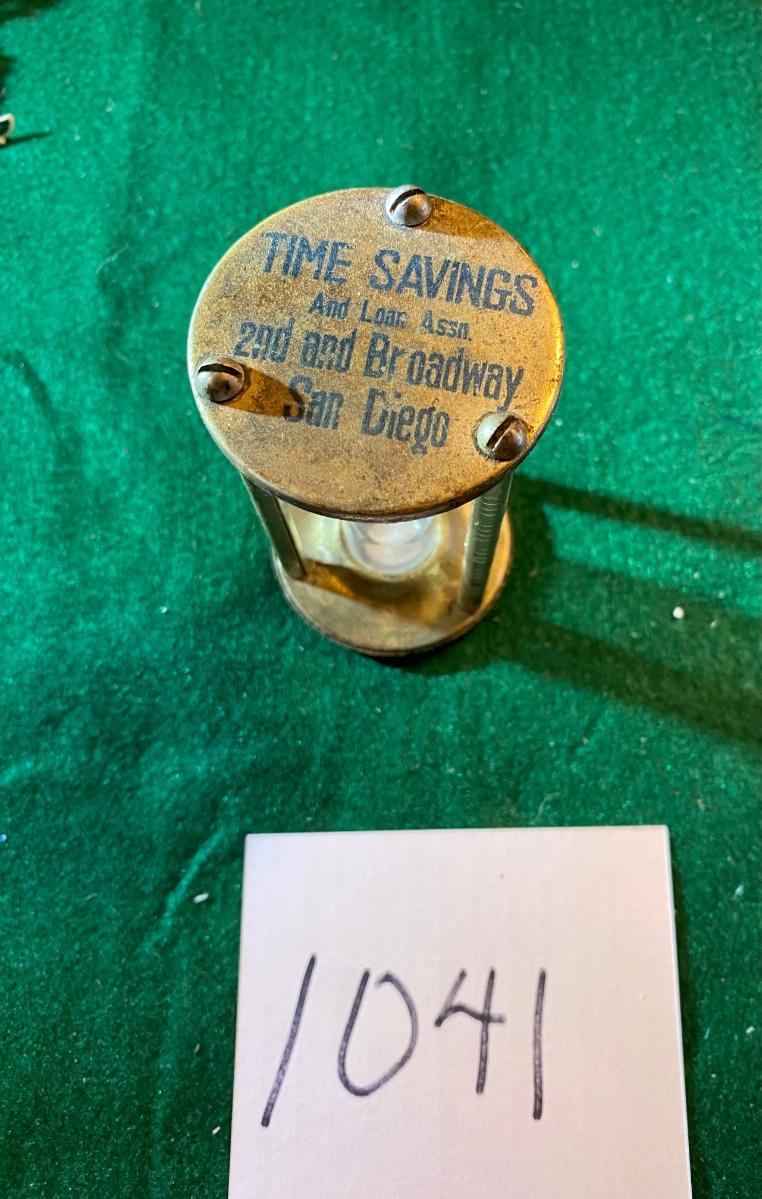 TIME SAVINGS
And Loan Assn.
2nd and Broadway
San Diego
1041